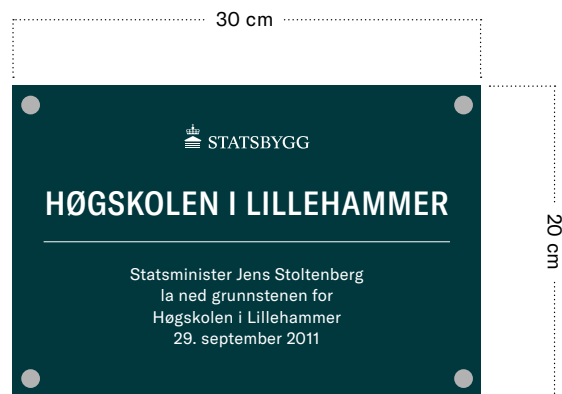 30 cm
STATSBYGG
HØGSKOLEN I LILLEHAMMER
Statsminister Jens Stoltenberg
la ned grunnstenen for
Høgskolen i Lillehammer
29. september 2011
20 cm